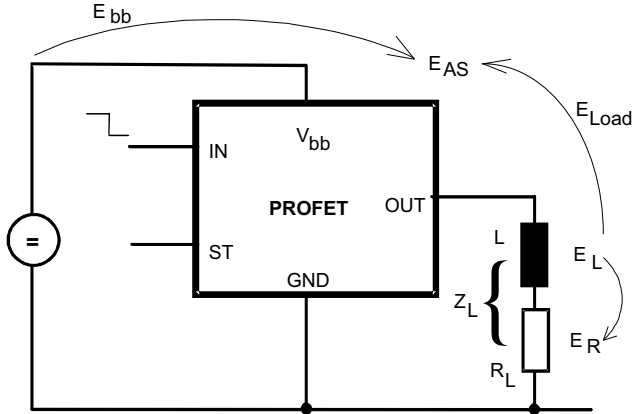 E bb
E AS
E Load
IN
V bb
PROFET
OUT
=
ST
GND
L
E L
Z L
{
E R
R L